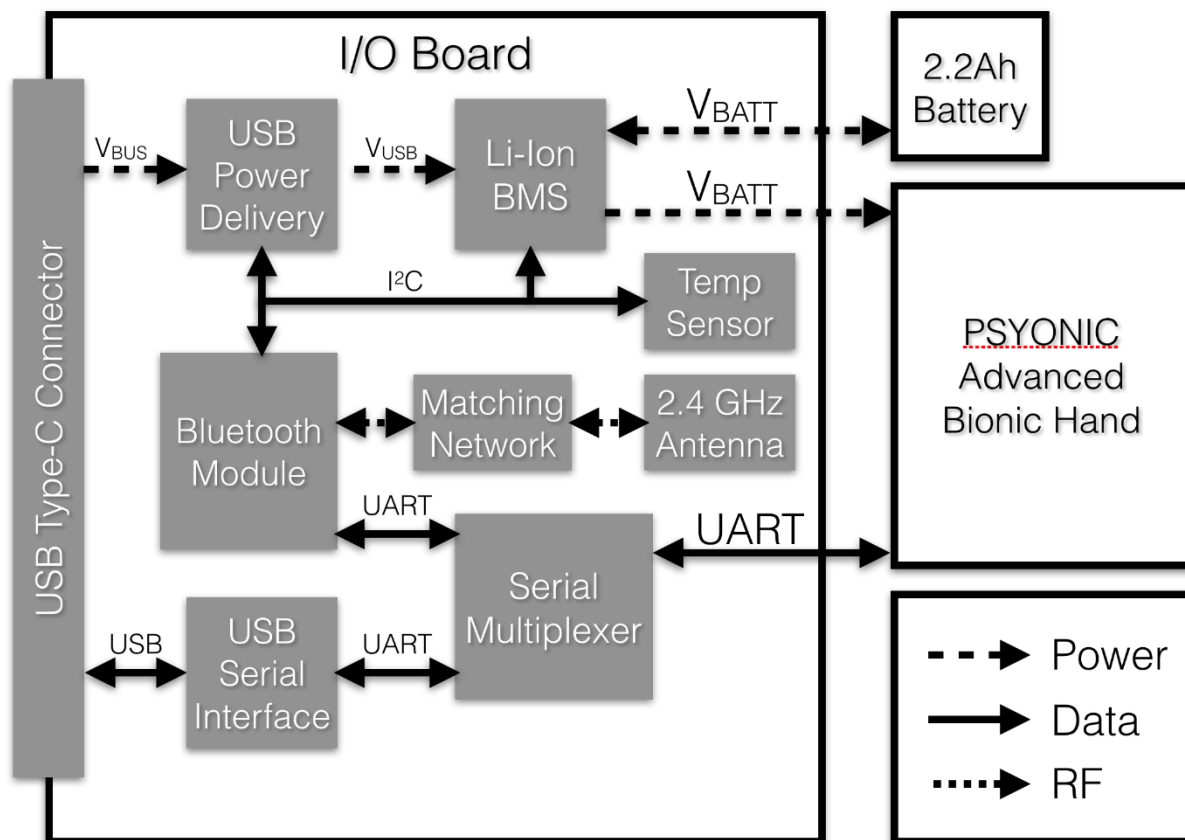 I/O Board
USB Type-C Connector
VBUS
USB
Power
Delivery
VUSB
Li-Ion
BMS
VBATT
2.2Ah
Battery
VBATT
I²C
Temp
Sensor
PSYONIC
Advanced
Bionic Hand
Bluetooth
Module
Matching
Network
2.4 GHz
Antenna
UART
UART
Serial
Multiplexer
USB
USB
Serial
Interface
UART
Power
Data
RF